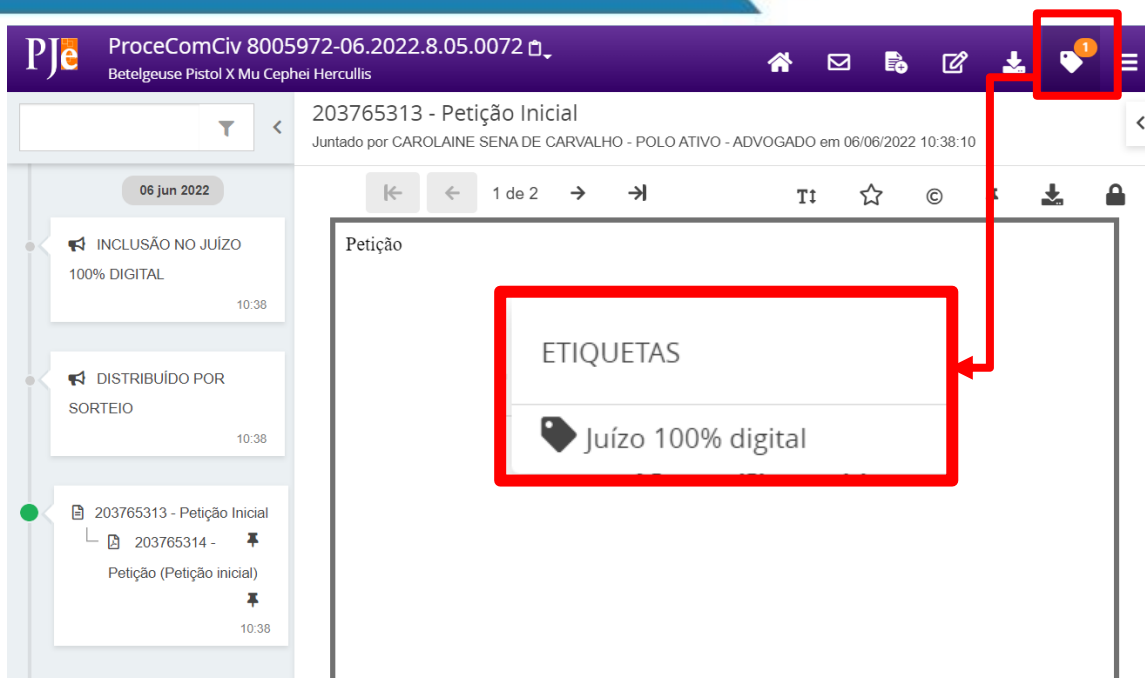 PJe
ProceComCiv 8005972-06.2022.8.05.0072
Betelgeuse Pistol X Mu Cephei Hercullis
1
203765313 - Petição Inicial
Juntado por CAROLAINE SENA DE CARVALHO - POLO ATIVO - ADVOGADO em 06/06/2022 10:38:10
06 jun 2022
1 de 2
T
©
INCLUSÃO NO JUÍZO
100% DIGITAL
10:38
DISTRIBUÍDO POR
SORTEIO
10:38
203765313 - Petição Inicial
203765314 -
Petição (Petição inicial)
10:38
Petição
ETIQUETAS
Juízo 100% digital